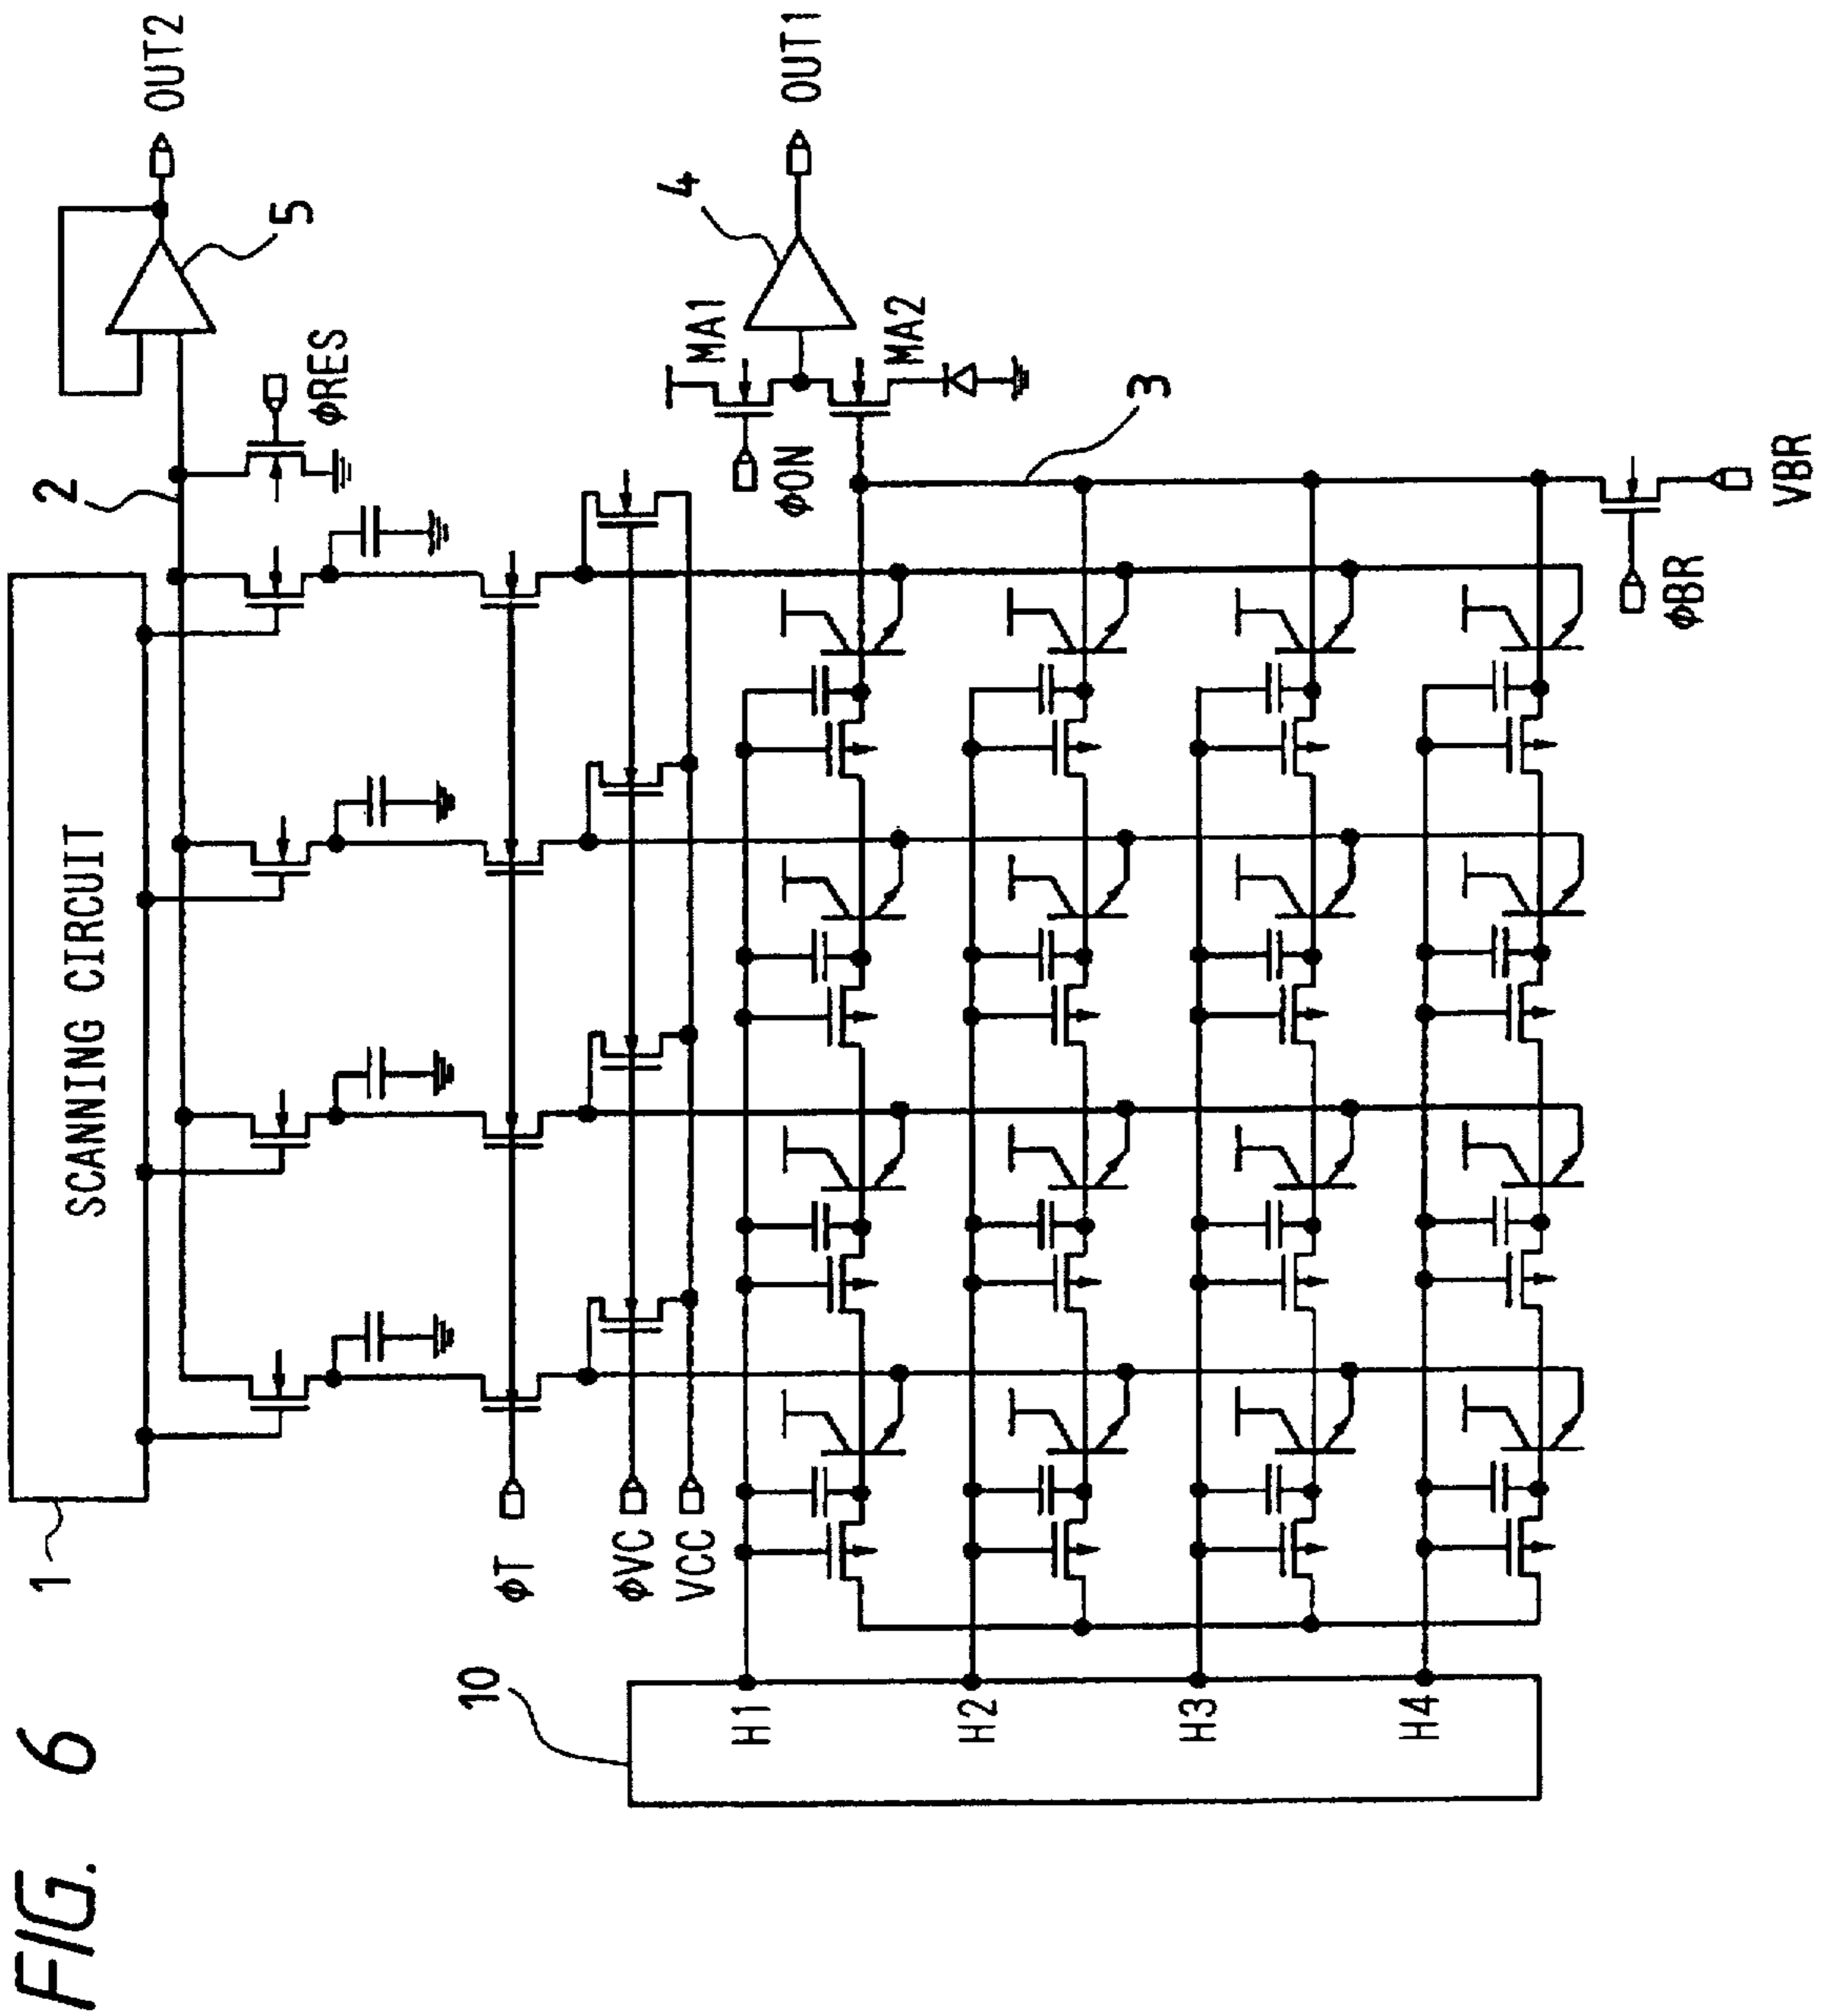 FIG. 6
1
SCANNING CIRCUIT
2
5
OUT2
ϕRES
ϕT
ϕVC
VCC
ϕON
MA1
MA2
4
OUT1
3
10
H1
H2
H3
H4
ϕBR
VBR